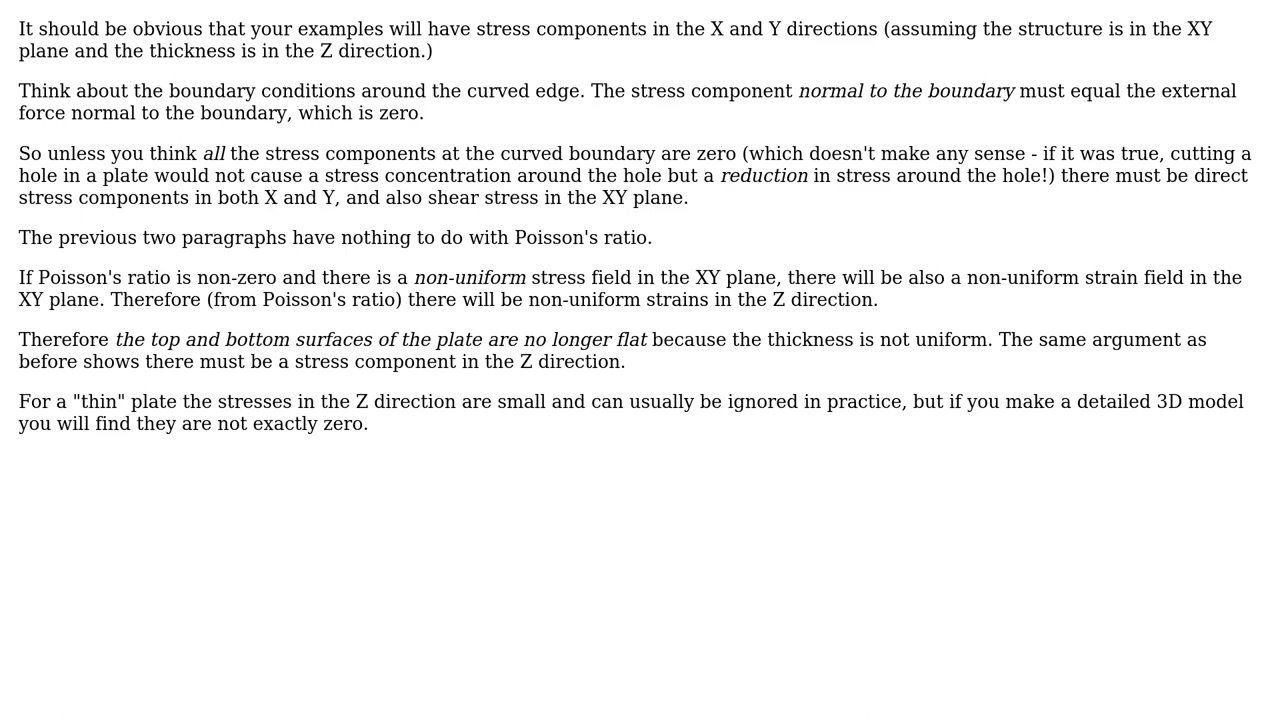 It should be obvious that your examples will have stress components in the X and Y directions (assuming the structure is in the XY
plane and the thickness is in the Z direction.)
Think about the boundary conditions around the curved edge. The stress component normal to the boundary must equal the external
force normal to the boundary, which is zero.
So unless you think all the stress components at the curved boundary are zero (which doesn't make any sense - if it was true, cutting a
hole in a plate would not cause a stress concentration around the hole but a reduction in stress around the hole!) there must be direct
stress components in both X and Y, and also shear stress in the XY plane.
The previous two paragraphs have nothing to do with Poisson's ratio.
If Poisson's ratio is non-zero and there is a non-uniform stress field in the XY plane, there will be also a non-uniform strain field in the
XY plane. Therefore (from Poisson's ratio) there will be non-uniform strains in the Z direction.
Therefore the top and bottom surfaces of the plate are no longer flat because the thickness is not uniform. The same argument as
before shows there must be a stress component in the Z direction.
For a "thin" plate the stresses in the Z direction are small and can usually be ignored in practice, but if you make a detailed 3D model
you will find they are not exactly zero.